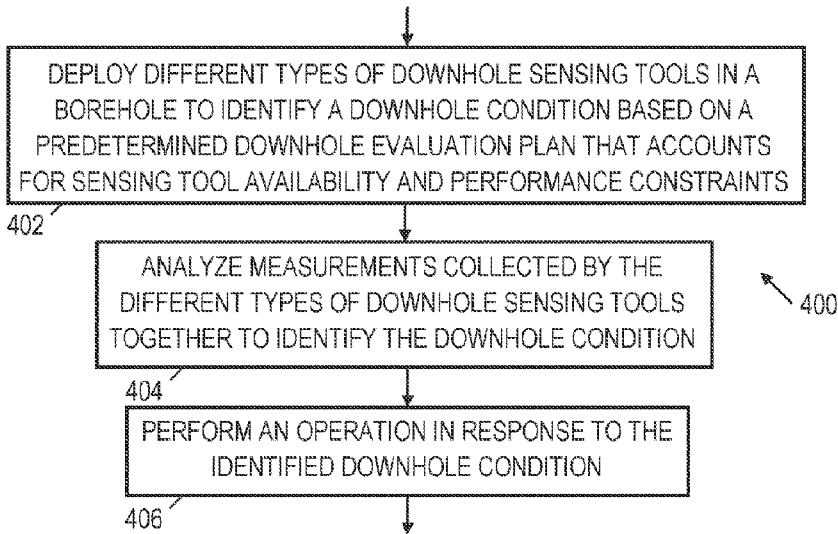 DEPLOY DIFFERENT TYPES OF DOWNHOLE SENSING TOOLS IN A
BOREHOLE TO IDENTIFY A DOWNHOLE CONDITION BASED ON A
PREDETERMINED DOWNHOLE EVALUATION PLAN THAT ACCOUNTS
FOR SENSING TOOL AVAILABILITY AND PERFORMANCE CONSTRAINTS
402
ANALYZE MEASUREMENTS COLLECTED BY THE
DIFFERENT TYPES OF DOWNHOLE SENSING TOOLS
TOGETHER TO IDENTIFY THE DOWNHOLE CONDITION
400
404
PERFORM AN OPERATION IN RESPONSE TO THE
IDENTIFIED DOWNHOLE CONDITION
406